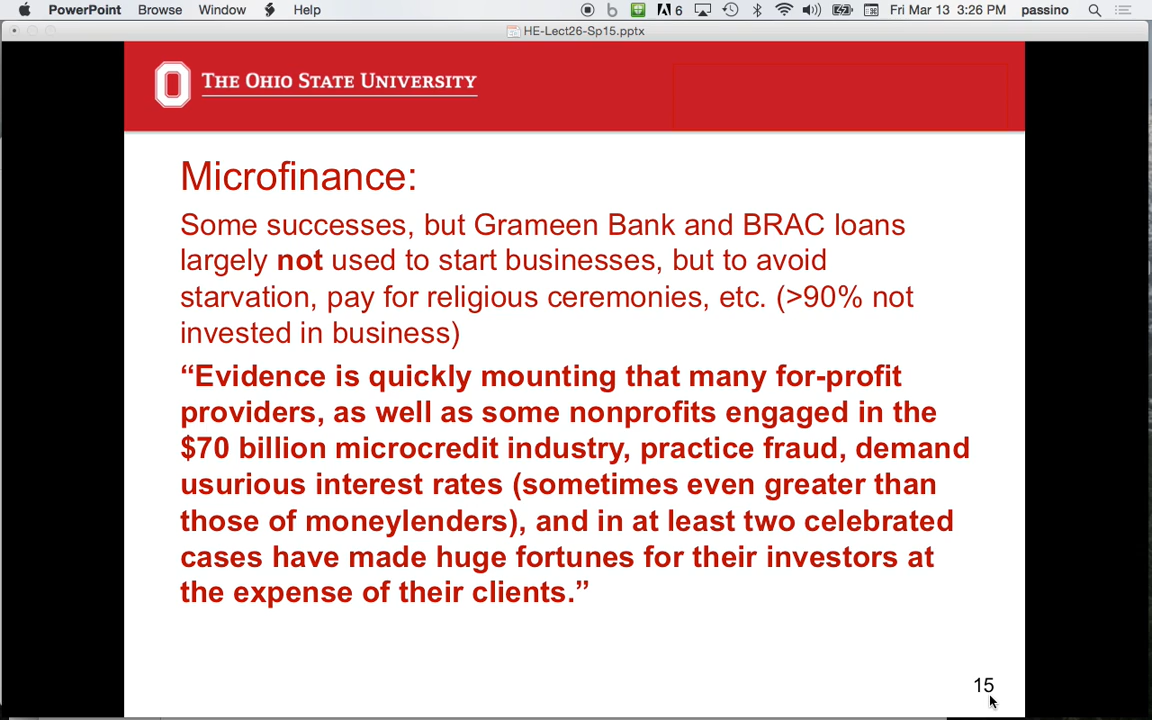 PowerPoint Browse Window Help 6 Fri Mar 13 3:26 PM passino
HE-Lect26-Sp15.pptx
THE OHIO STATE UNIVERSITY
Microfinance:
Some successes, but Grameen Bank and BRAC loans
largely not used to start businesses, but to avoid
starvation, pay for religious ceremonies, etc. (>90% not
invested in business)
“Evidence is quickly mounting that many for-profit
providers, as well as some nonprofits engaged in the
$70 billion microcredit industry, practice fraud, demand
usurious interest rates (sometimes even greater than
those of moneylenders), and in at least two celebrated
cases have made huge fortunes for their investors at
the expense of their clients.”
15